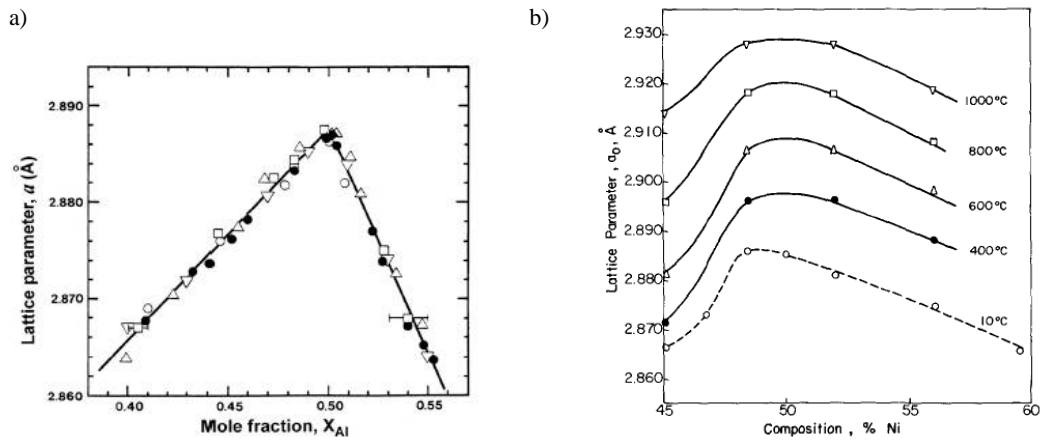 a)
2.890
2.880
2.870
2.860
Lattice parameter, a (Å)
0.40
0.45
0.50
0.55
Mole fraction, X_Al
b)
2.930
2.920
2.910
2.900
2.890
2.880
2.870
2.860
Lattice Parameter , a₀, Å
1000°C
800°C
600°C
400°C
10°C
45
50
55
60
Composition , % Ni